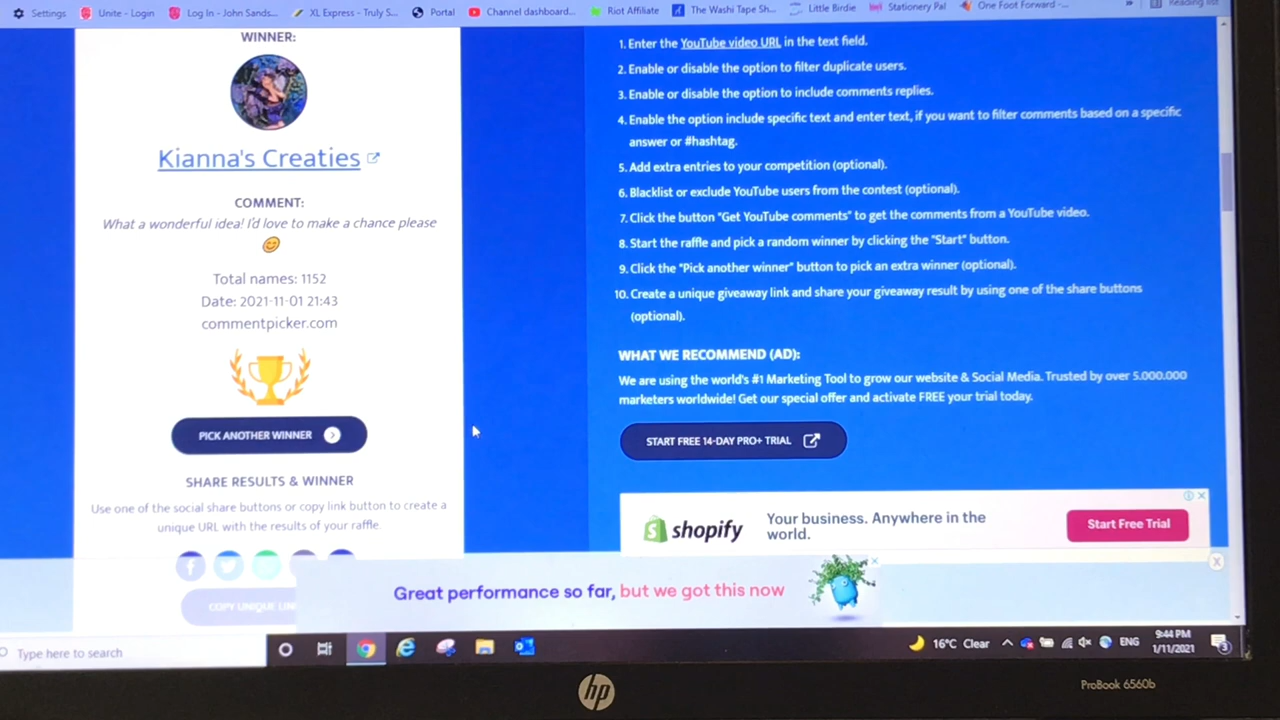 Settings
Unite - Login
Log In - John Sands...
XL Express - Truly S...
Portal
Channel dashboard...
Riot Affiliate
The Washi Tape Sh...
Little Birdie
Stationery Pal
One Foot Forward -...
»
Reading list
WINNER:
Kianna's Creaties
COMMENT:
What a wonderful idea! I'd love to make a chance please
😊
Total names: 1152
Date: 2021-11-01 21:43
commentpicker.com
PICK ANOTHER WINNER
SHARE RESULTS & WINNER
Use one of the social share buttons or copy link button to create a
unique URL with the results of your raffle.
COPY UNIQUE LIN
1. Enter the YouTube video URL in the text field.
2. Enable or disable the option to filter duplicate users.
3. Enable or disable the option to include comments replies.
4. Enable the option include specific text and enter text, if you want to filter comments based on a specific
answer or #hashtag.
5. Add extra entries to your competition (optional).
6. Blacklist or exclude YouTube users from the contest (optional).
7. Click the button "Get YouTube comments" to get the comments from a YouTube video.
8. Start the raffle and pick a random winner by clicking the "Start" button.
9. Click the "Pick another winner" button to pick an extra winner (optional).
10. Create a unique giveaway link and share your giveaway result by using one of the share buttons
(optional).
WHAT WE RECOMMEND (AD):
We are using the world's #1 Marketing Tool to grow our website & Social Media. Trusted by over 5.000.000
marketers worldwide! Get our special offer and activate FREE your trial today.
START FREE 14-DAY PRO+ TRIAL
shopify
Your business. Anywhere in the
world.
Start Free Trial
Great performance so far, but we got this now
Type here to search
16°C Clear
ENG
9:44 PM
1/11/2021
3
hp
ProBook 6560b